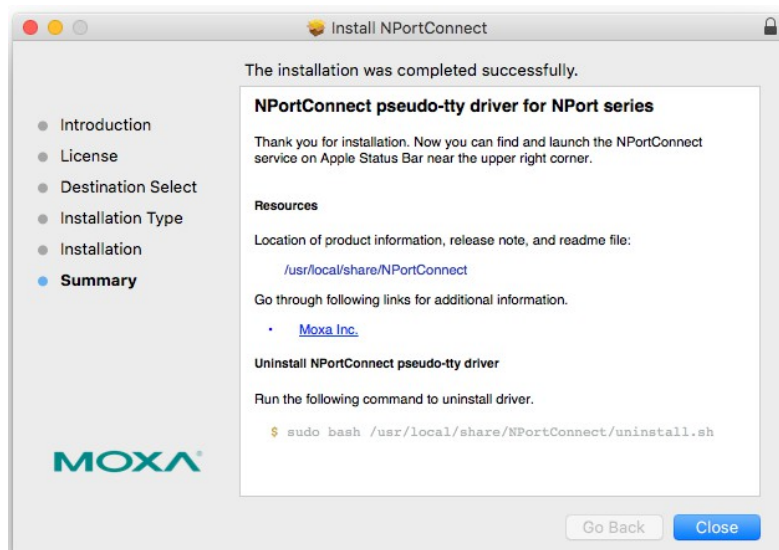 Install NPortConnect
The installation was completed successfully.
Introduction
License
Destination Select
Installation Type
Installation
Summary
NPortConnect pseudo-tty driver for NPort series
Thank you for installation. Now you can find and launch the NPortConnect
service on Apple Status Bar near the upper right corner.
Resources
Location of product information, release note, and readme file:
/usr/local/share/NPortConnect
Go through following links for additional information.
• Moxa Inc.
Uninstall NPortConnect pseudo-tty driver
Run the following command to uninstall driver.
$ sudo bash /usr/local/share/NPortConnect/uninstall.sh
MOXA®
Go Back
Close